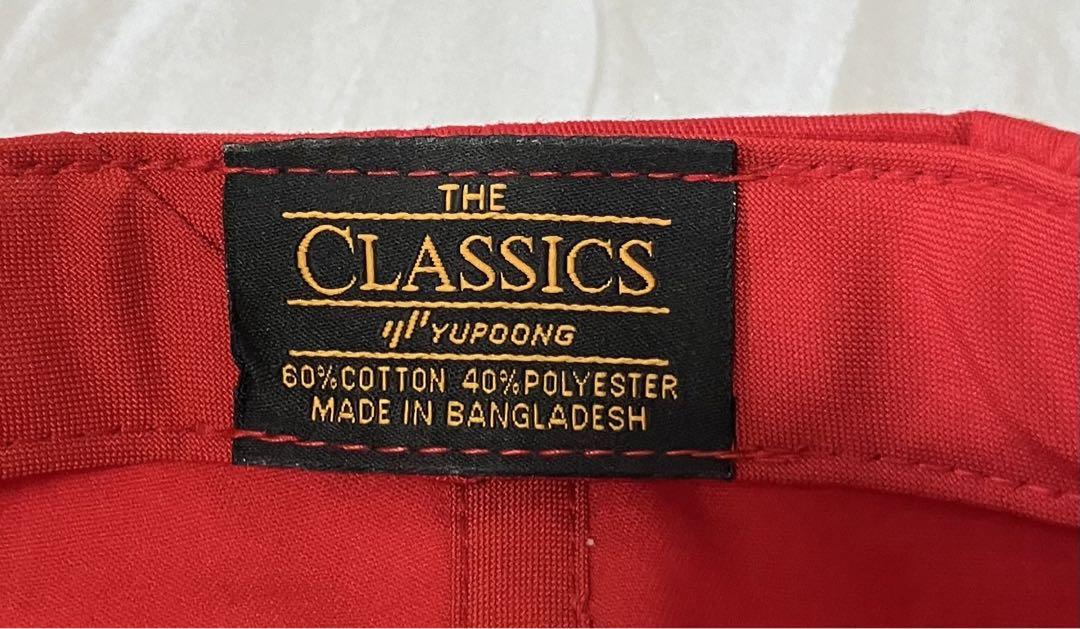 THE
CLASSICS
YUPOONG
60%COTTON 40%POLYESTER
MADE IN BANGLADESH